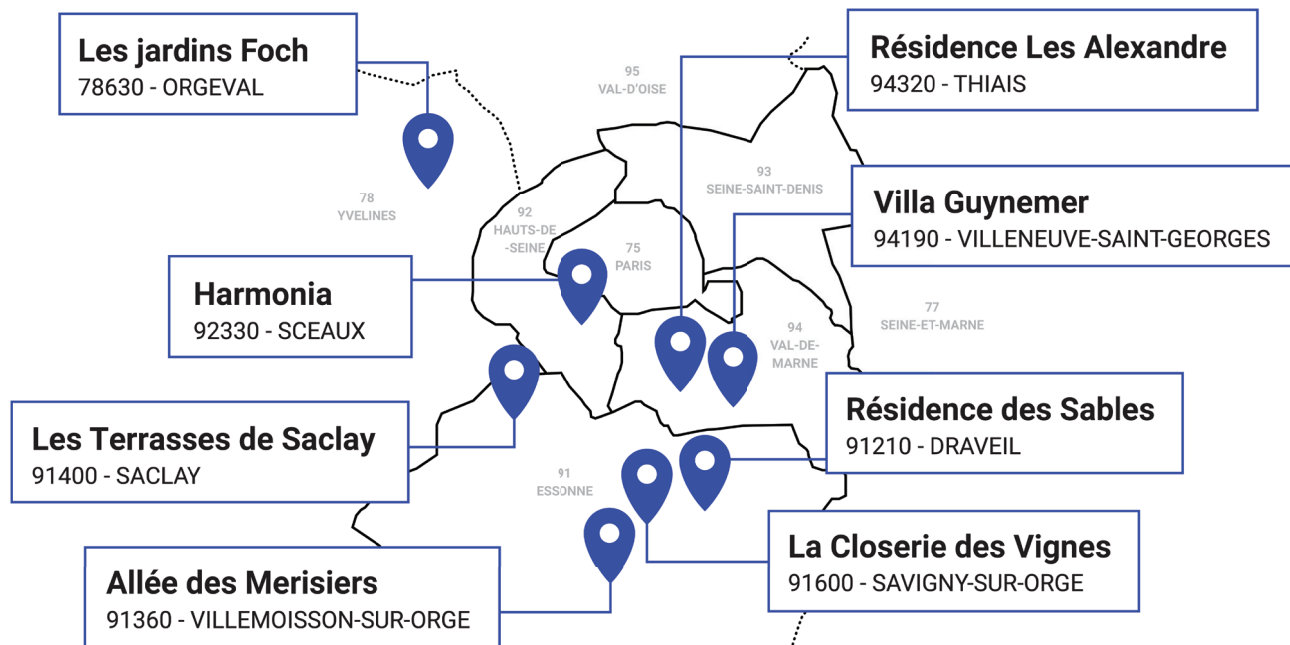 Les jardins Foch
78630 - ORGEVAL
Résidence Les Alexandre
94320 - THIAIS
95
VAL-D'OISE
93
SEINE-SAINT-DENIS
78
YVELINES
92
HAUTS-DE
-SEINE
75
PARIS
Villa Guynemer
94190 - VILLENEUVE-SAINT-GEORGES
Harmonia
92330 - SCEAUX
77
SEINE-ET-MARNE
94
VAL-DE-
MARNE
Les Terrasses de Saclay
91400 - SACLAY
Résidence des Sables
91210 - DRAVEIL
91
ESSONNE
La Closerie des Vignes
91600 - SAVIGNY-SUR-ORGE
Allée des Merisiers
91360 - VILLEMOISSON-SUR-ORGE